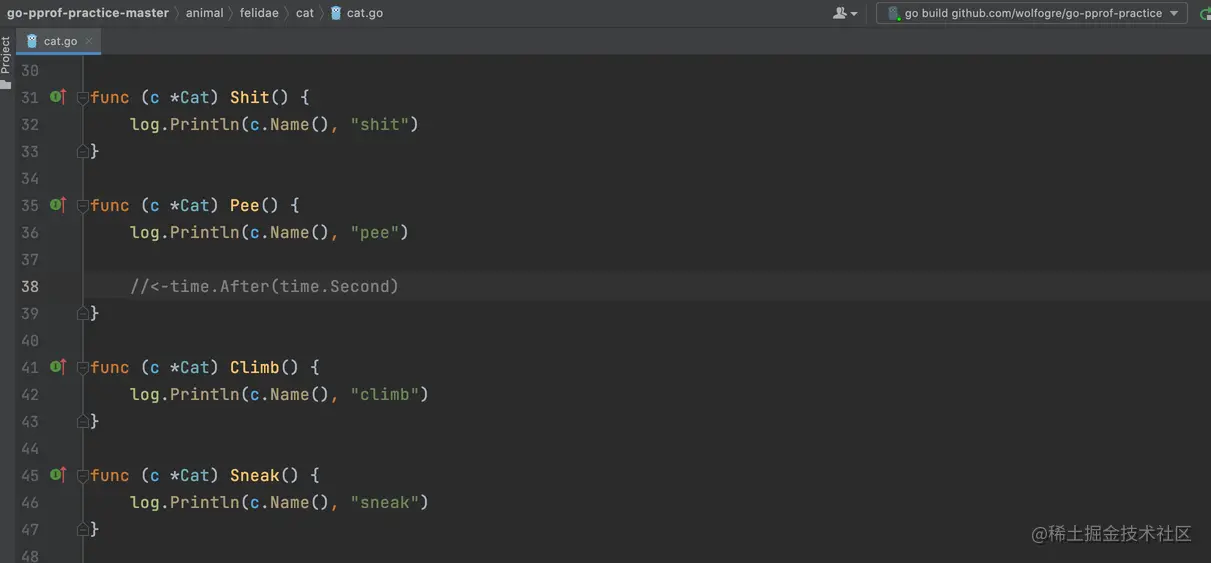 go-pprof-practice-master animal felidae cat cat.go go build github.com/wolfogre/go-pprof-practice
cat.go
Project
30
31 func (c *Cat) Shit() {
32 log.Println(c.Name(), "shit")
33 }
34
35 func (c *Cat) Pee() {
36 log.Println(c.Name(), "pee")
37
38 //<-time.After(time.Second)
39 }
40
41 func (c *Cat) Climb() {
42 log.Println(c.Name(), "climb")
43 }
44
45 func (c *Cat) Sneak() {
46 log.Println(c.Name(), "sneak")
47 }
48
@稀土掘金技术社区